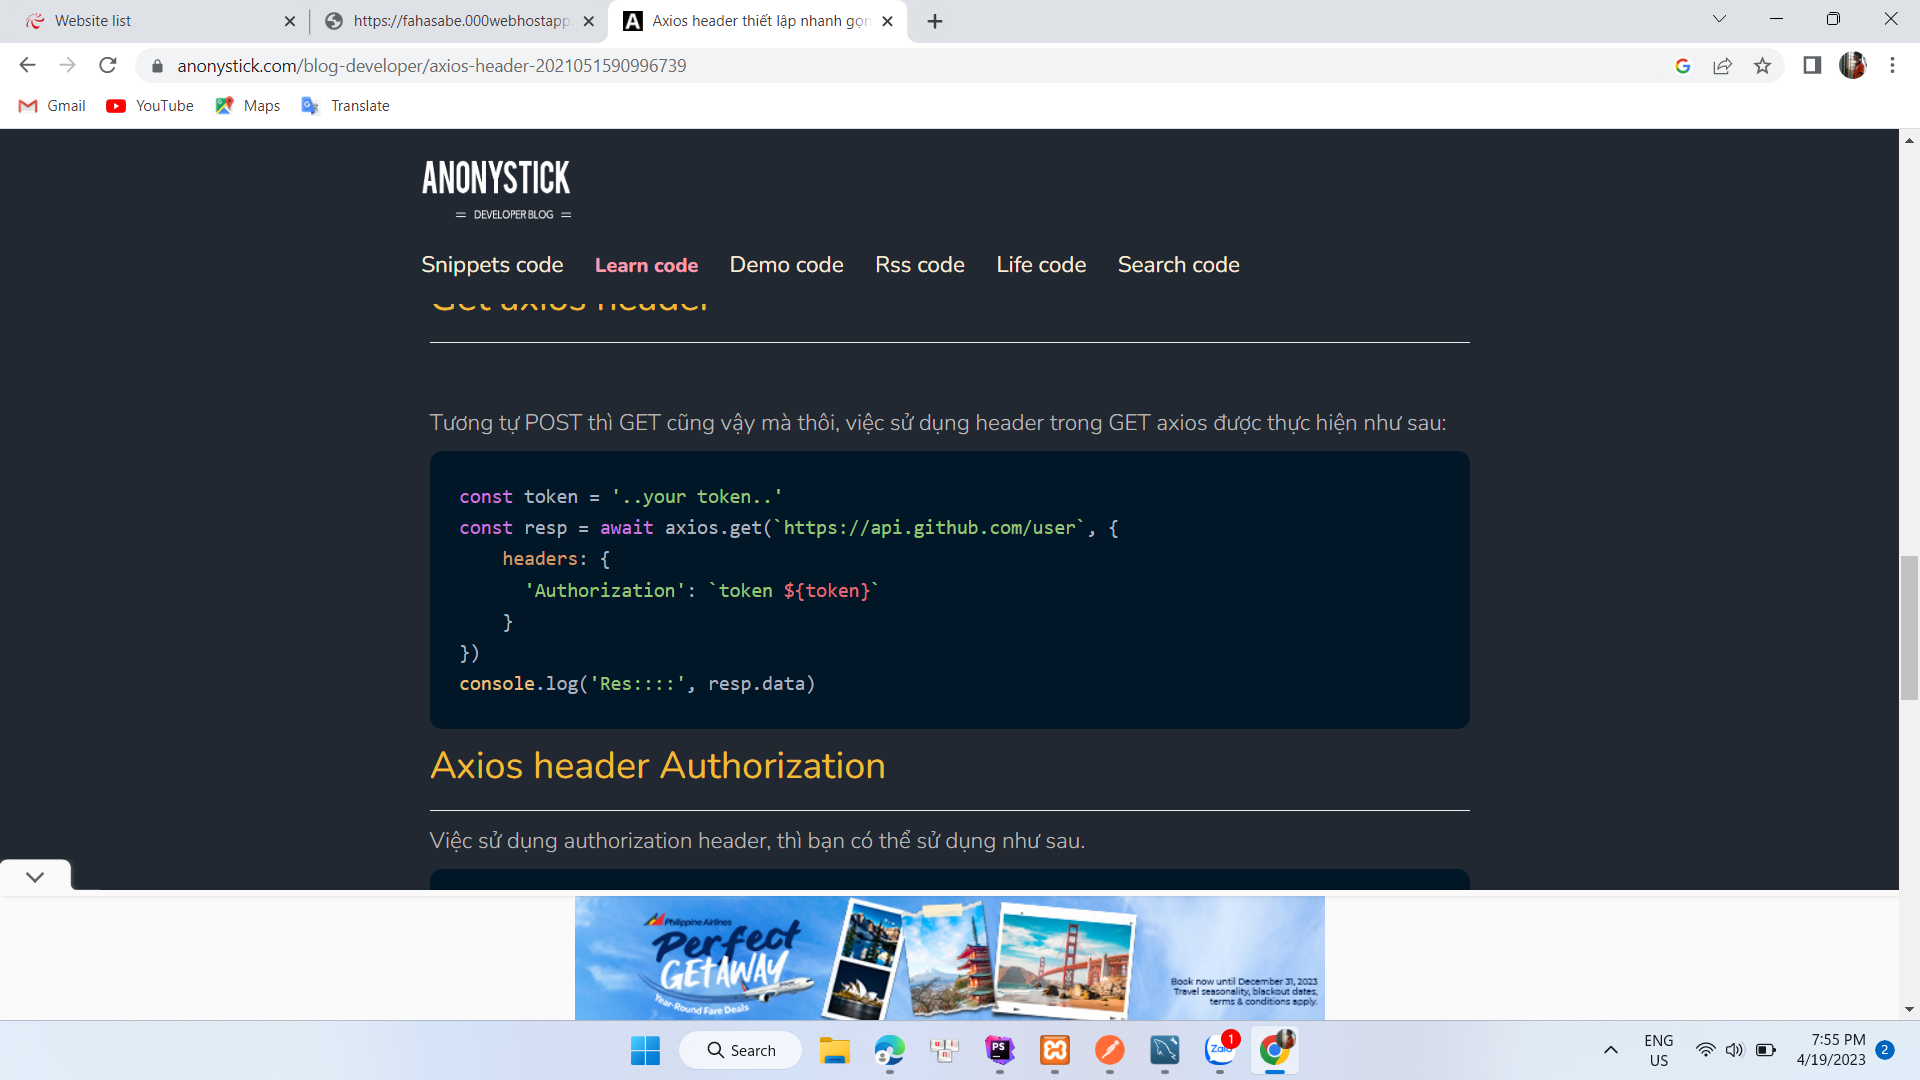 Website list
https://fahasabe.000webhostapp
Axios header thiết lập nhanh gọn
anonystick.com/blog-developer/axios-header-2021051590996739
Gmail
YouTube
Maps
Translate
ANONYSTICK
= DEVELOPER BLOG =
Snippets code
Learn code
Demo code
Rss code
Life code
Search code
Get axios header
Tương tự POST thì GET cũng vậy mà thôi, việc sử dụng header trong GET axios được thực hiện như sau:
const token = '..your token..'
const resp = await axios.get(`https://api.github.com/user`, {
headers: {
'Authorization': `token ${token}`
}
})
console.log('Res::::', resp.data)
Axios header Authorization
Việc sử dụng authorization header, thì bạn có thể sử dụng như sau.
Philippine Airlines
Perfect
GETAWAY
Year-Round Fare Deals
Book now until December 31, 2023
Travel seasonality, blackout dates,
terms & conditions apply.
Search
PS
Zalo
1
ENG
US
7:55 PM
4/19/2023
2